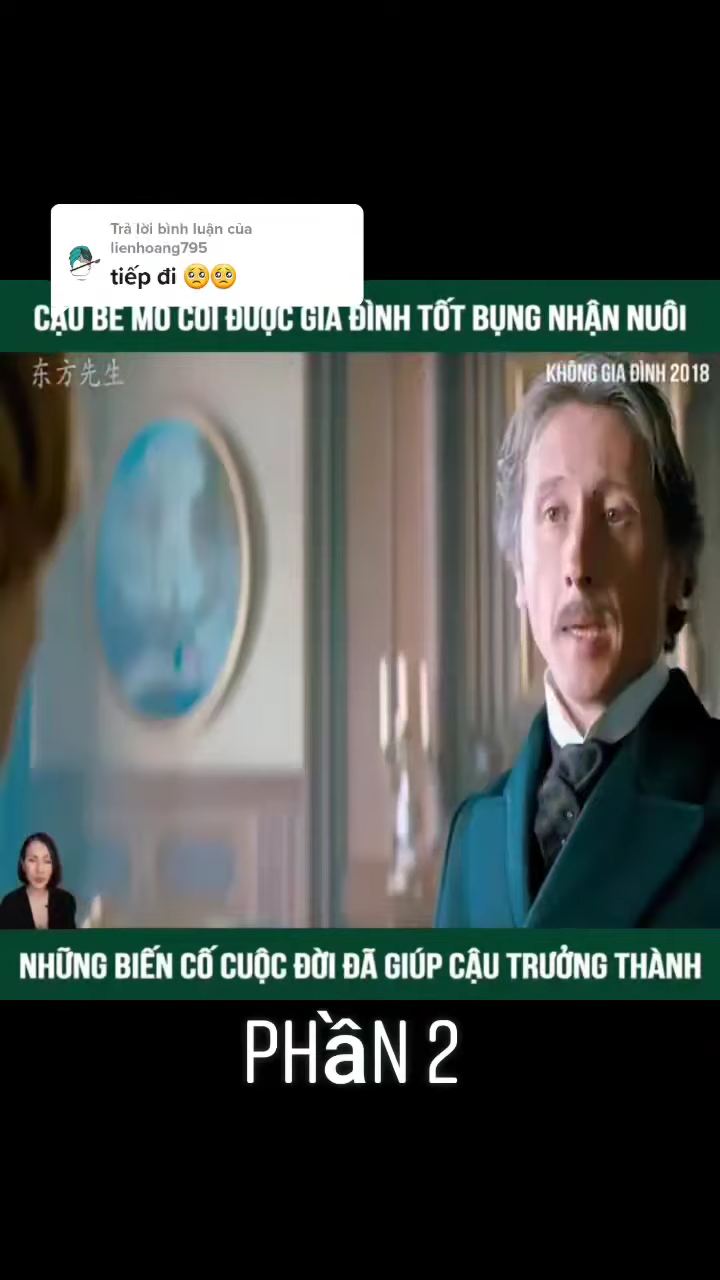 Trả lời bình luận của
lienhoang795
tiếp đi 🥺🥺
CẬU BÉ MỒ CÔI ĐƯỢC GIA ĐÌNH TỐT BỤNG NHẬN NUÔI
东方先生
KHÔNG GIA ĐÌNH 2018
NHỮNG BIẾN CỐ CUỘC ĐỜI ĐÃ GIÚP CẬU TRƯỞNG THÀNH
PHầN 2